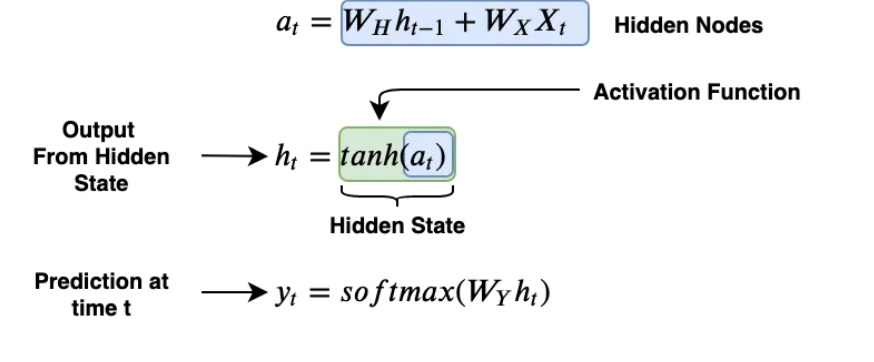 a_t = W_H h_{t-1} + W_X X_t Hidden Nodes
Activation Function
Output
From Hidden
State
h_t = tanh(a_t)
Hidden State
Prediction at
time t
y_t = softmax(W_Y h_t)